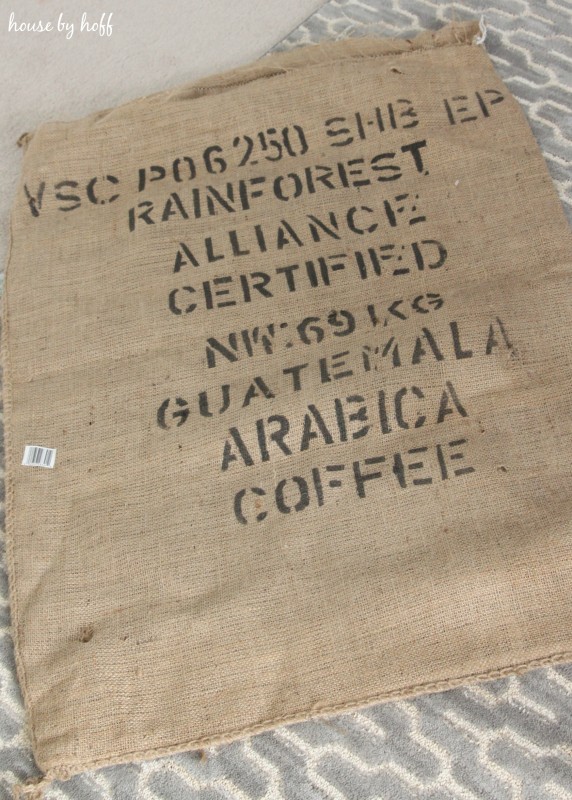 house by hoff
VSC P06250 SHB EP
RAINFOREST
ALLIANCE
CERTIFIED
NW:69 KG
GUATEMALA
ARABICA
COFFEE